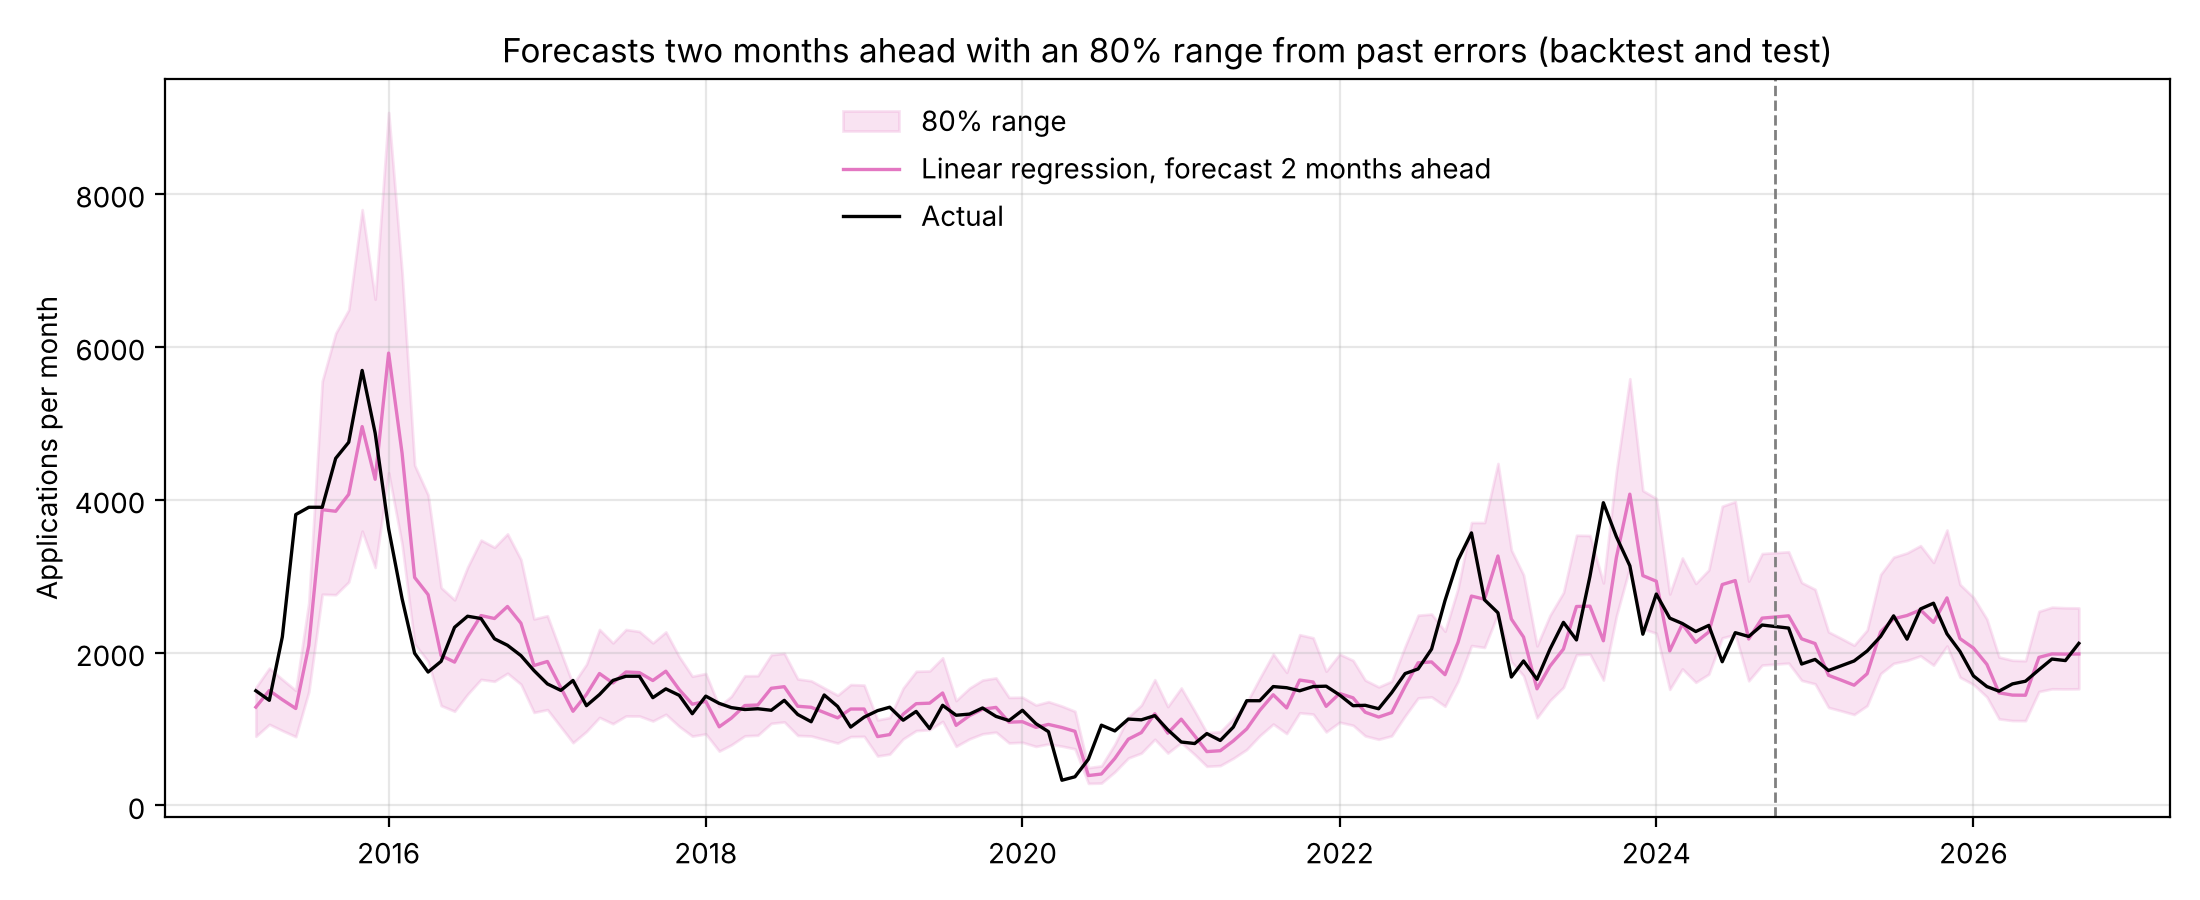 Forecasts two months ahead with an 80% range from past errors (backtest and test)
80% range
Linear regression, forecast 2 months ahead
Actual
Applications per month
8000
6000
4000
2000
0
2016
2018
2020
2022
2024
2026